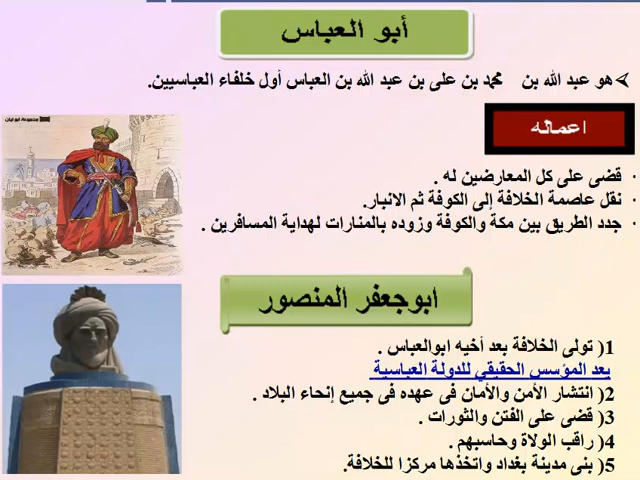 أبو العباس
هو عبد الله بن محمد بن على بن عبد الله بن العباس أول خلفاء العباسيين.
اعماله
· قضى على كل المعارضين له .
· نقل عاصمة الخلافة إلى الكوفة ثم الانبار.
· جدد الطريق بين مكة والكوفة وزوده بالمنارات لهداية المسافرين .
ابوجعفر المنصور
1( تولى الخلافة بعد أخيه ابوالعباس .
يعد المؤسس الحقيقي للدولة العباسية
2( انتشار الأمن والأمان فى عهده فى جميع إنحاء البلاد .
3( قضى على الفتن والثورات .
4( راقب الولاة وحاسبهم .
5( بنى مدينة بغداد واتخذها مركزا للخلافة.